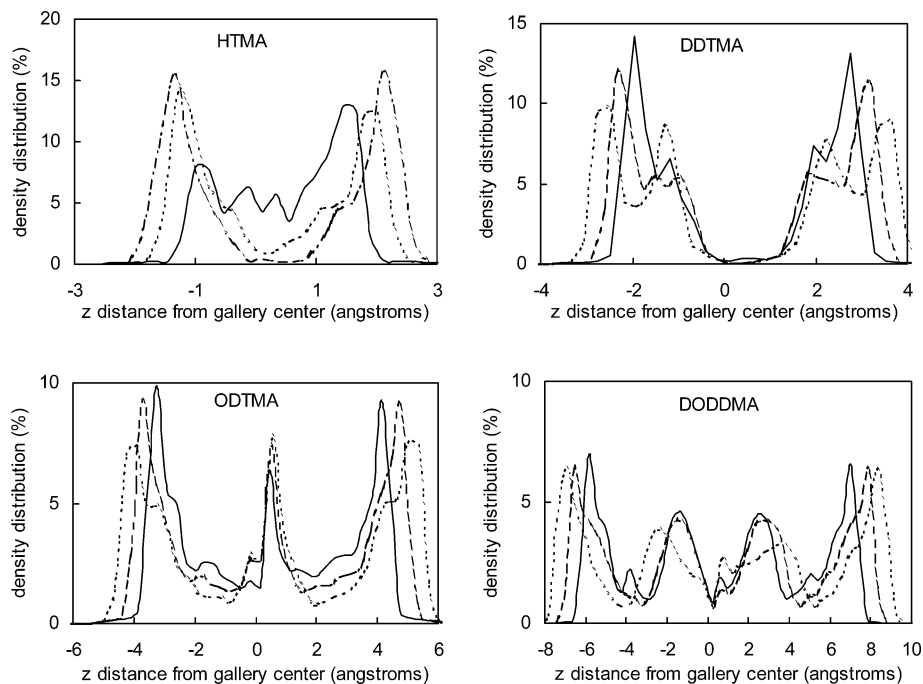 HTMA
density distribution (%)
20
15
10
5
0
-3 -1 1 3
z distance from gallery center (angstroms)
DDTMA
density distribution (%)
15
10
5
0
-4 -2 0 2 4
z distance from gallery center (angstroms)
ODTMA
density distribution (%)
10
5
0
-6 -4 -2 0 2 4 6
z distance from gallery center (angstroms)
DODDMA
density distribution (%)
10
5
0
-8 -6 -4 -2 0 2 4 6 8 10
z distance from gallery center (angstroms)